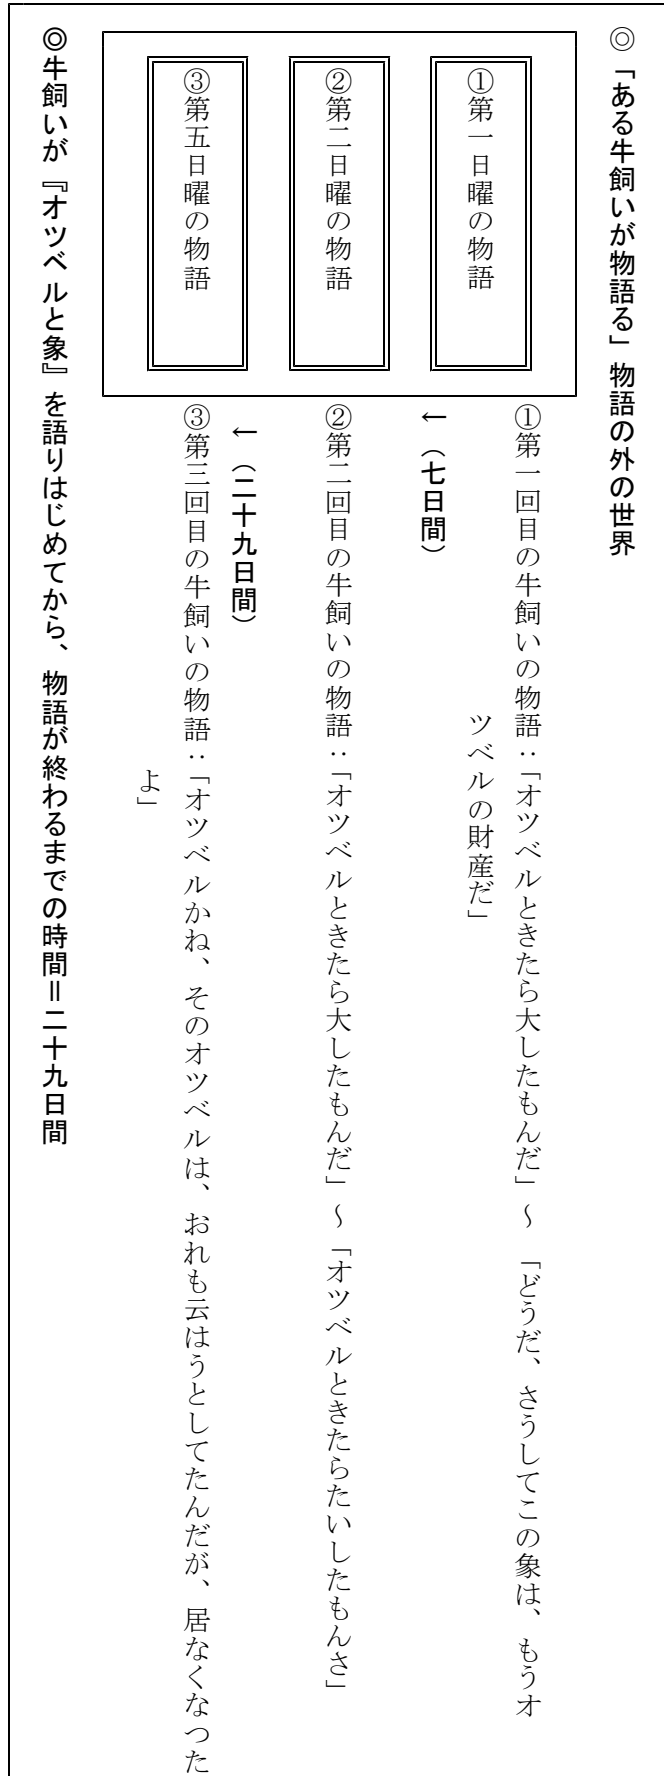 ◎「ある牛飼いが物語る」物語の外の世界
①第一日曜の物語
②第二日曜の物語
③第五日曜の物語
①第一回目の牛飼いの物語：「オツベルときたら大したもんだ」～　「どうだ、さうしてこの象は、もうオ
ツベルの財産だ」
←（七日間）
②第二回目の牛飼いの物語：「オツベルときたら大したもんだ」～「オツベルときたらたいしたもんさ」
←（二十九日間）
③第三回目の牛飼いの物語：「オツベルかね、そのオツベルは、おれも云はうとしてたんだが、居なくなつた
よ」
◎牛飼いが『オツベルと象』を語りはじめてから、物語が終わるまでの時間＝二十九日間